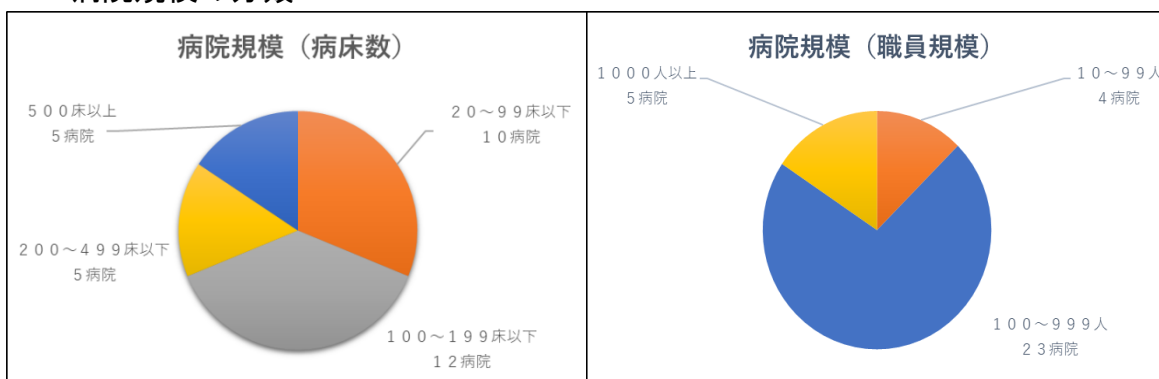 病院規模（病床数）
５００床以上
５病院
２０～９９床以下
１０病院
２００～４９９床以下
５病院
１００～１９９床以下
１２病院
病院規模（職員規模）
１０００人以上
５病院
１０～９９人
４病院
１００～９９９人
２３病院